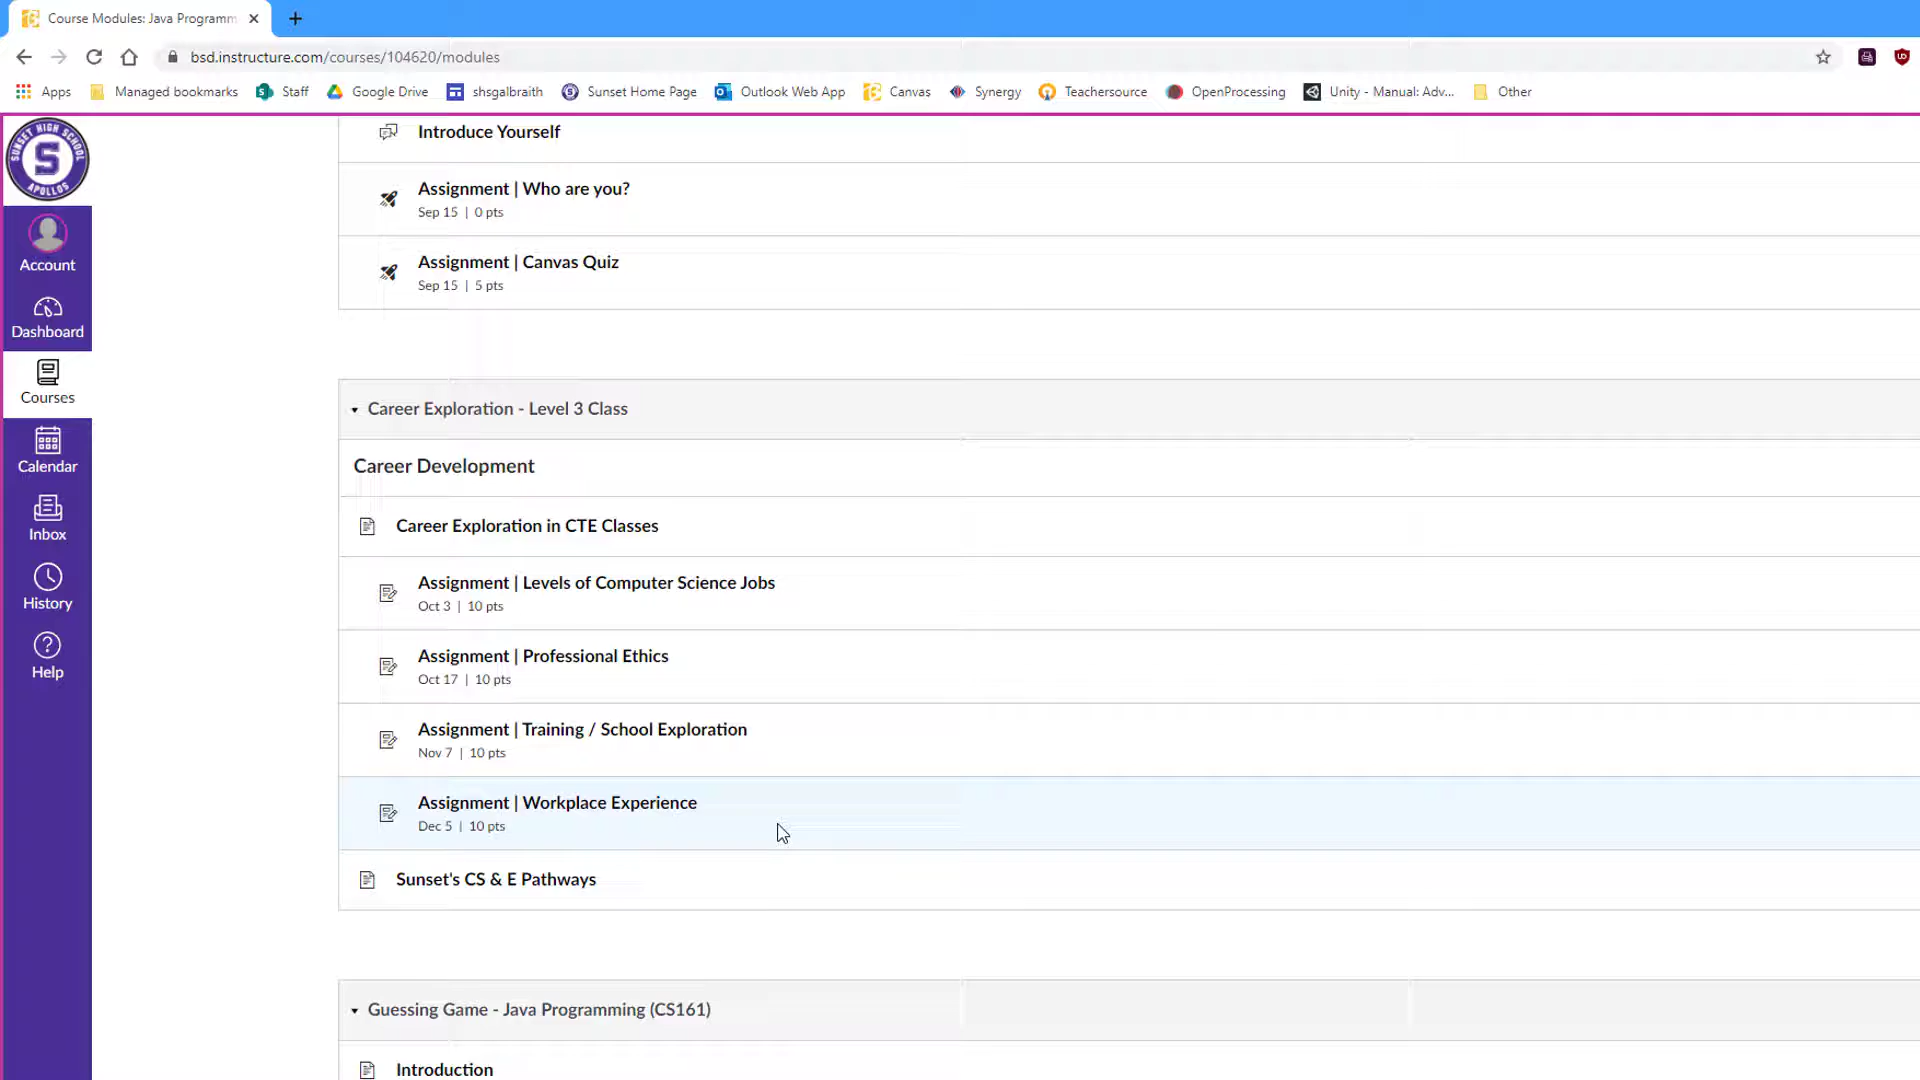 Course Modules: Java Programm
bsd.instructure.com/courses/104620/modules
Apps Managed bookmarks Staff Google Drive shsgalbraith Sunset Home Page Outlook Web App Canvas Synergy Teachersource OpenProcessing Unity - Manual: Adv... Other
SUNSET HIGH SCHOOL
S
APOLLOS
Account
Dashboard
Courses
Calendar
Inbox
History
Help
Introduce Yourself
Assignment | Who are you?
Sep 15 | 0 pts
Assignment | Canvas Quiz
Sep 15 | 5 pts
Career Exploration - Level 3 Class
Career Development
Career Exploration in CTE Classes
Assignment | Levels of Computer Science Jobs
Oct 3 | 10 pts
Assignment | Professional Ethics
Oct 17 | 10 pts
Assignment | Training / School Exploration
Nov 7 | 10 pts
Assignment | Workplace Experience
Dec 5 | 10 pts
Sunset's CS & E Pathways
Guessing Game - Java Programming (CS161)
Introduction